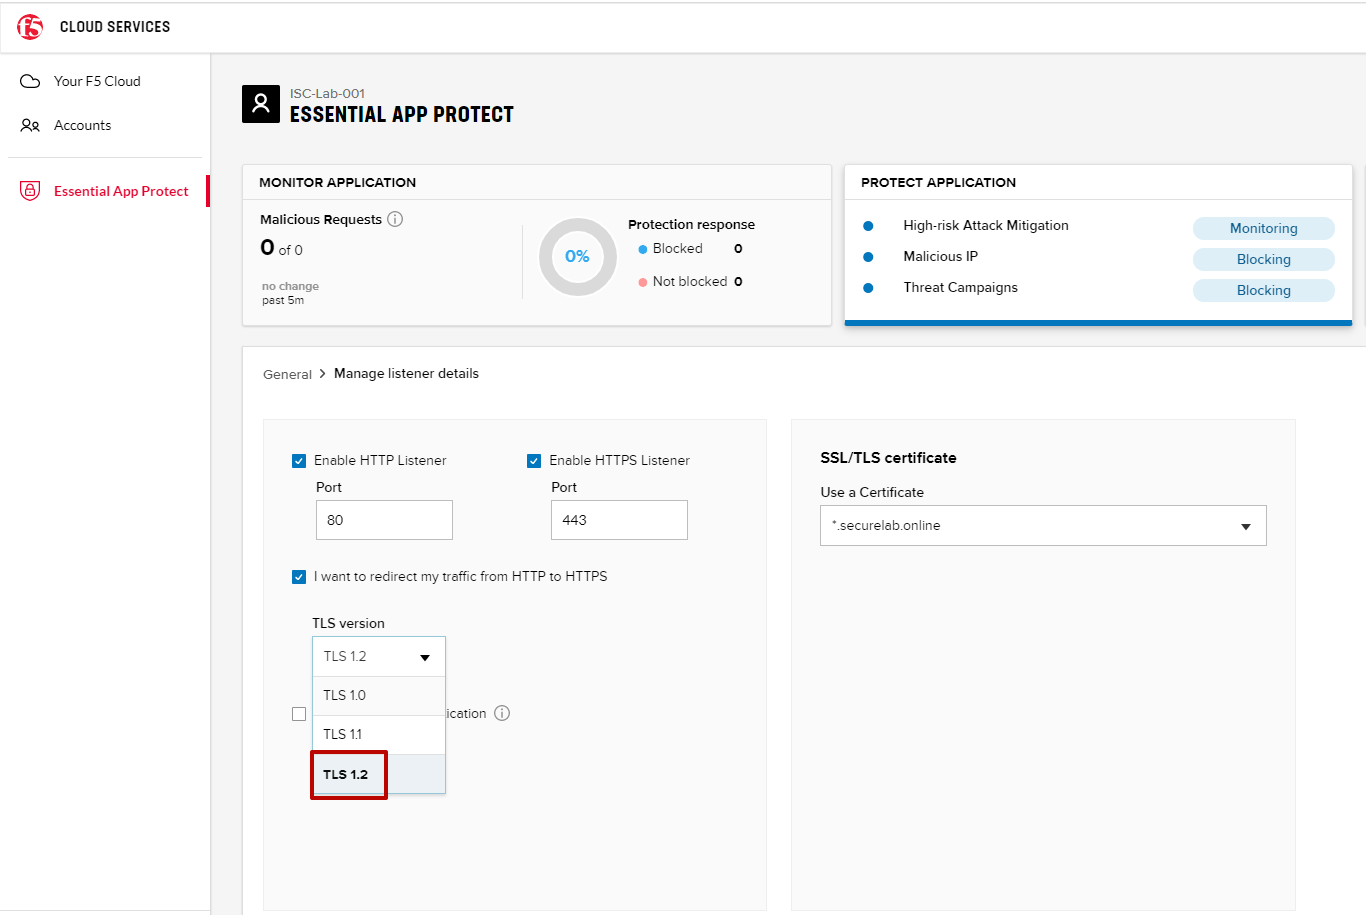 f5 CLOUD SERVICES
Your F5 Cloud
Accounts
Essential App Protect
ISC-Lab-001
ESSENTIAL APP PROTECT
MONITOR APPLICATION
Malicious Requests
0 of 0
no change
past 5m
0%
Protection response
Blocked 0
Not blocked 0
PROTECT APPLICATION
High-risk Attack Mitigation Monitoring
Malicious IP Blocking
Threat Campaigns Blocking
General > Manage listener details
Enable HTTP Listener
Port
80
Enable HTTPS Listener
Port
443
I want to redirect my traffic from HTTP to HTTPS
TLS version
TLS 1.2
TLS 1.0
ication
TLS 1.1
TLS 1.2
SSL/TLS certificate
Use a Certificate
*.securelab.online